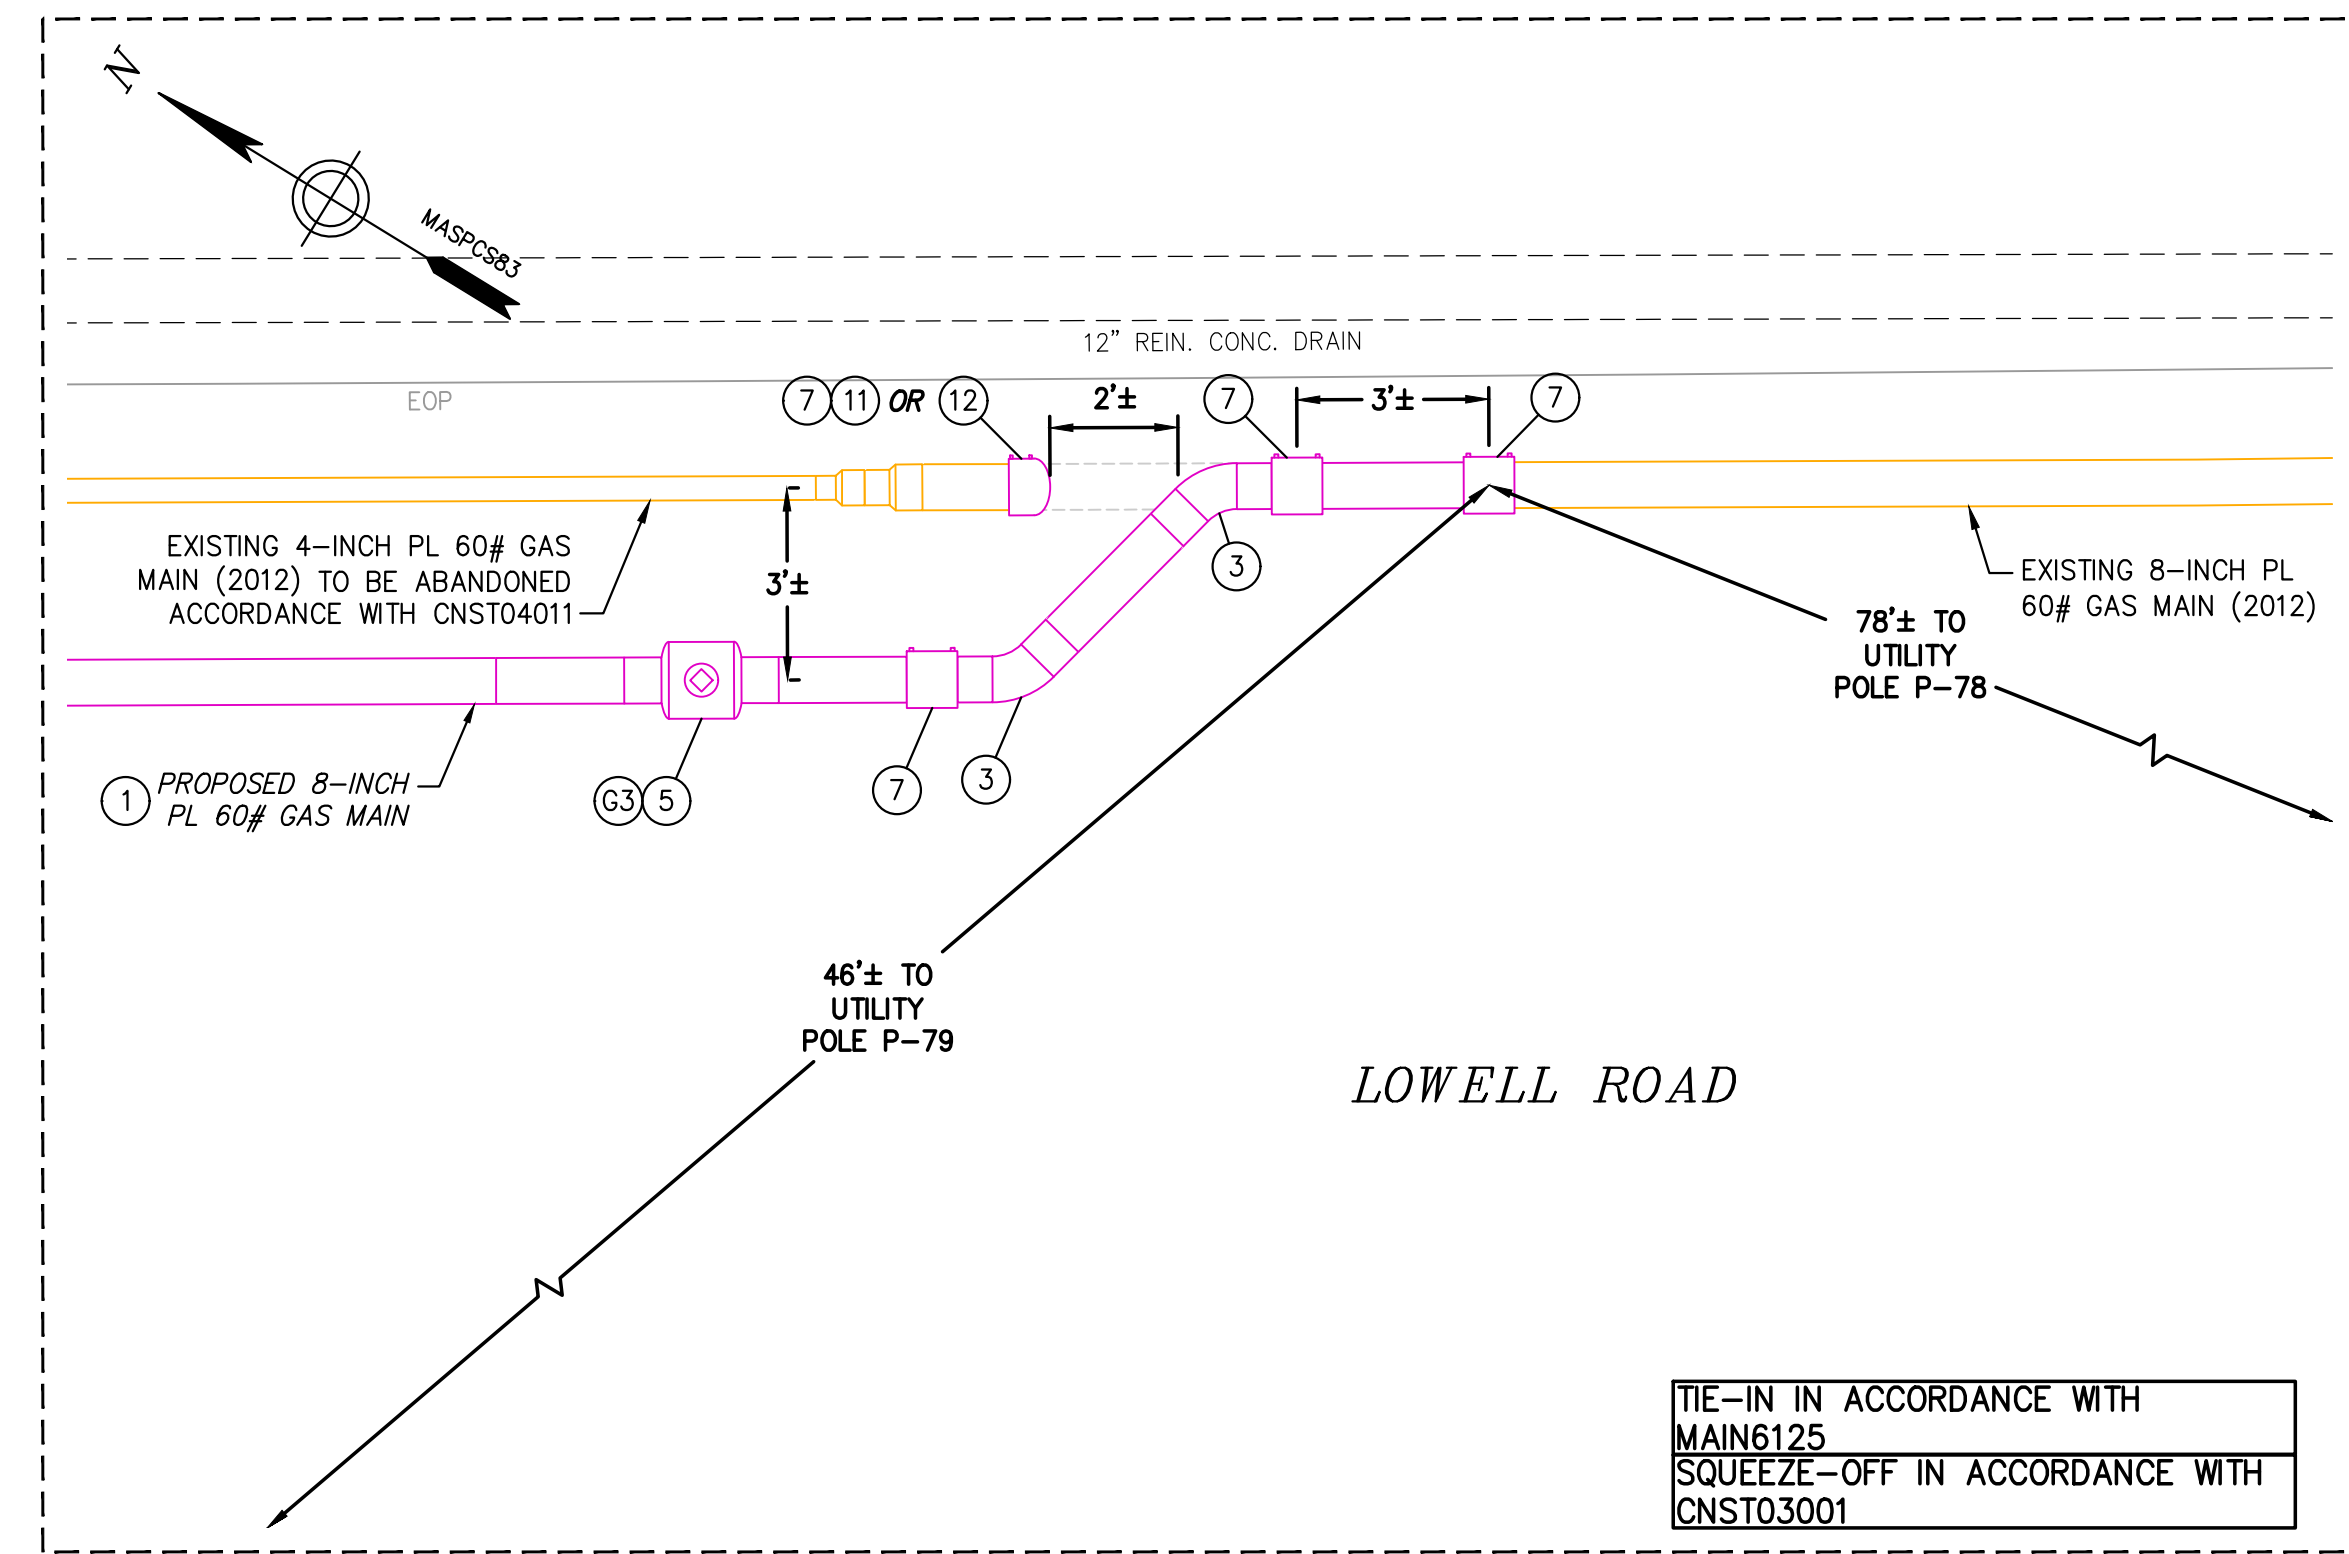 N
MASPCS83
12" REIN. CONC. DRAIN
EOP
7 11 OR 12
2'±
7
3'±
7
EXISTING 4-INCH PL 60# GAS
MAIN (2012) TO BE ABANDONED
ACCORDANCE WITH CNST04011
3'±
3
EXISTING 8-INCH PL
60# GAS MAIN (2012)
78'± TO
UTILITY
POLE P-78
1 PROPOSED 8-INCH
PL 60# GAS MAIN
G3 5
7
3
46'± TO
UTILITY
POLE P-79
LOWELL ROAD
TIE-IN IN ACCORDANCE WITH
MAIN6125
SQUEEZE-OFF IN ACCORDANCE WITH
CNST03001